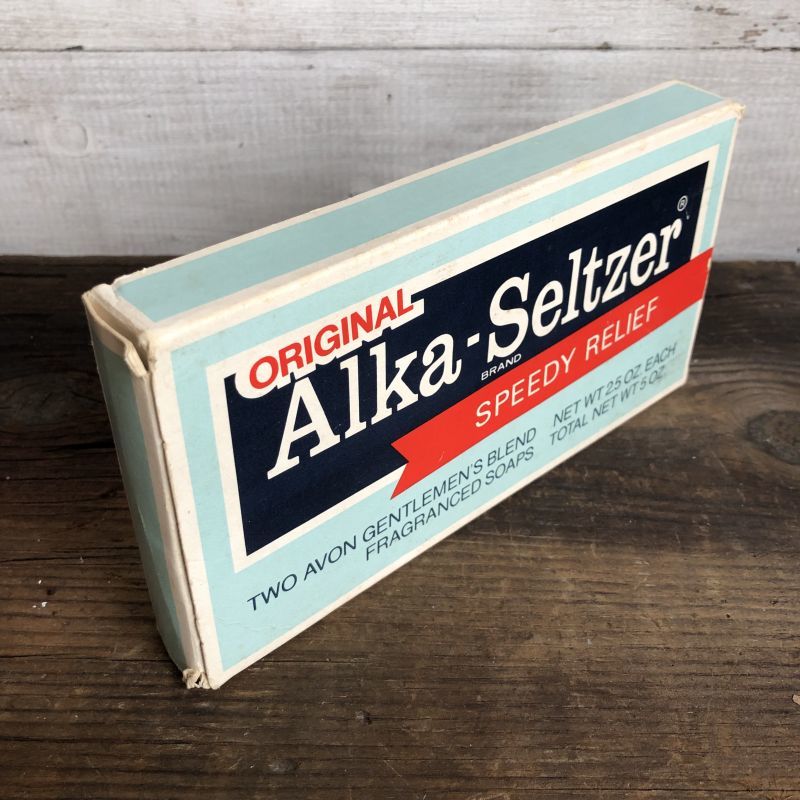 ORIGINAL
Alka-Seltzer®
BRAND
SPEEDY RELIEF
TWO AVON GENTLEMEN'S BLEND
FRAGRANCED SOAPS
NET WT 2.5 OZ. EACH
TOTAL NET WT 5 OZ.